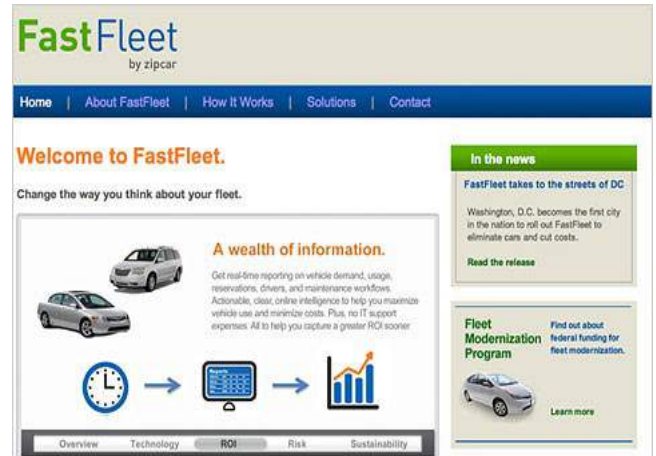 FastFleet
by zipcar
Home | About FastFleet | How It Works | Solutions | Contact
Welcome to FastFleet.
Change the way you think about your fleet.
A wealth of information.
Get real-time reporting on vehicle demand, usage,
reservations, drivers, and maintenance workflows.
Actionable, clear, online intelligence to help you maximize
vehicle use and minimize costs. Plus, no IT support
expenses. All to help you capture a greater ROI sooner
Reports
Overview Technology ROI Risk Sustainability
In the news
FastFleet takes to the streets of DC
Washington, D.C. becomes the first city
in the nation to roll out FastFleet to
eliminate cars and cut costs.
Read the release
Fleet
Modernization
Program
Find out about
federal funding for
fleet modernization.
Learn more